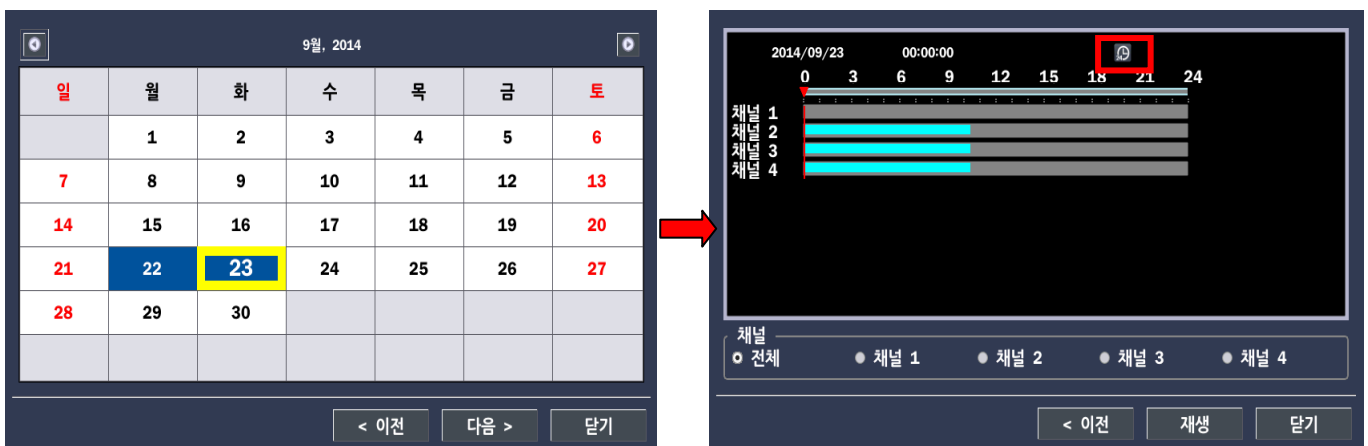 9월, 2014
일 월 화 수 목 금 토
1 2 3 4 5 6
7 8 9 10 11 12 13
14 15 16 17 18 19 20
21 22 23 24 25 26 27
28 29 30
< 이전 다음 > 닫기
2014/09/23 00:00:00
0 3 6 9 12 15 18 21 24
채널 1
채널 2
채널 3
채널 4
채널
전체 채널 1 채널 2 채널 3 채널 4
< 이전 재생 닫기